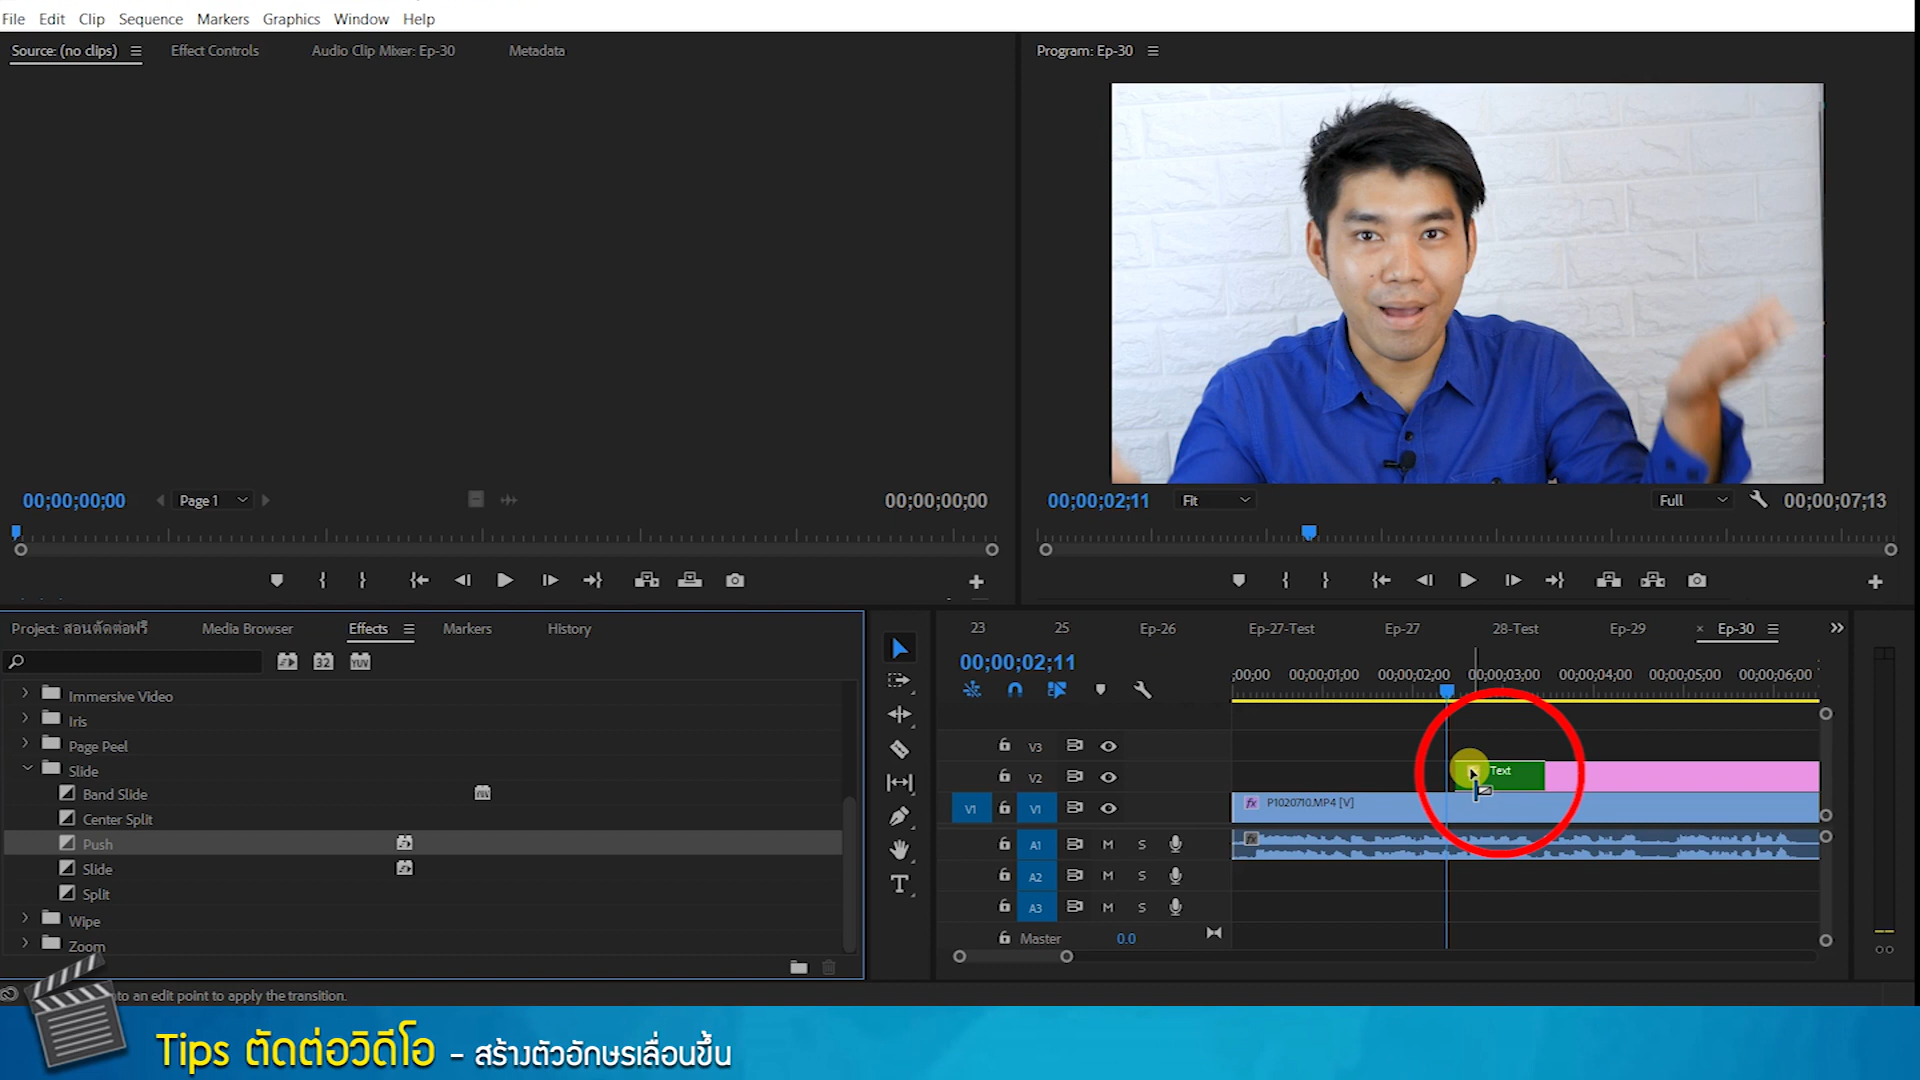 File Edit Clip Sequence Markers Graphics Window Help
Source: (no clips) Effect Controls Audio Clip Mixer: Ep-30 Metadata
Program: Ep-30
00;00;00;00 Page 1 00;00;00;00
00;00;02;11 Fit Full 00;00;07;13
Project: สอนตัดต่อฟรี Media Browser Effects Markers History
32 YUV
Immersive Video
Iris
Page Peel
Slide
Band Slide
Center Split
Push
Slide
Split
Wipe
Zoom
T
23 25 Ep-26 Ep-27-Test Ep-27 28-Test Ep-29 × Ep-30
00;00;02;11
;00;00 00;00;01;00 00;00;02;00 00;00;03;00 00;00;04;00 00;00;05;00 00;00;06;00
V3
V2 Text
V1 V1 fx P1020710.MP4 [V]
A1 M S fx
A2 M S
A3 M S
Master 0.0
to an edit point to apply the transition.
Tips ตัดต่อวิดีโอ - สร้างตัวอักษรเลื่อนขึ้น